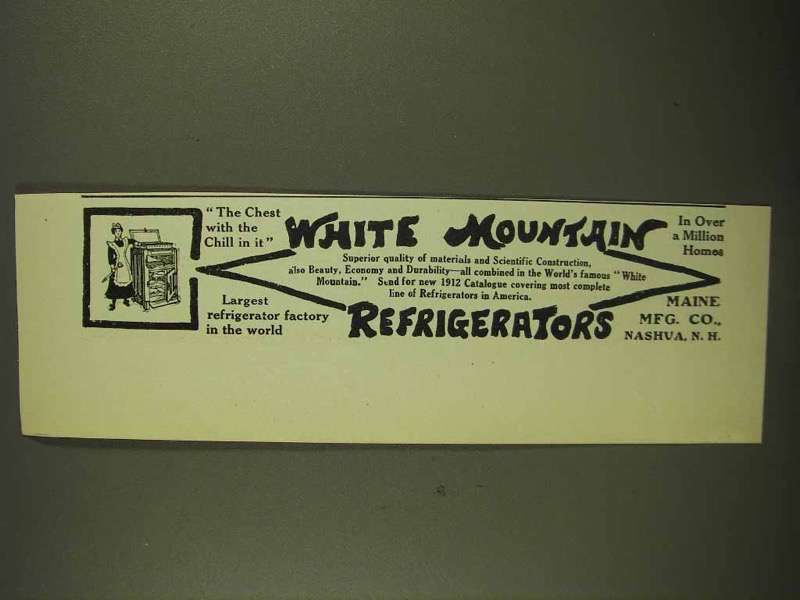 "The Chest
with the
Chill in it"
WHITE MOUNTAIN
In Over
a Million
Homes
Superior quality of materials and Scientific Construction,
also Beauty, Economy and Durability—all combined in the World's famous "White
Mountain." Send for new 1912 Catalogue covering most complete
line of Refrigerators in America.
Largest
refrigerator factory
in the world
REFRIGERATORS
MAINE
MFG. CO.,
NASHUA, N. H.